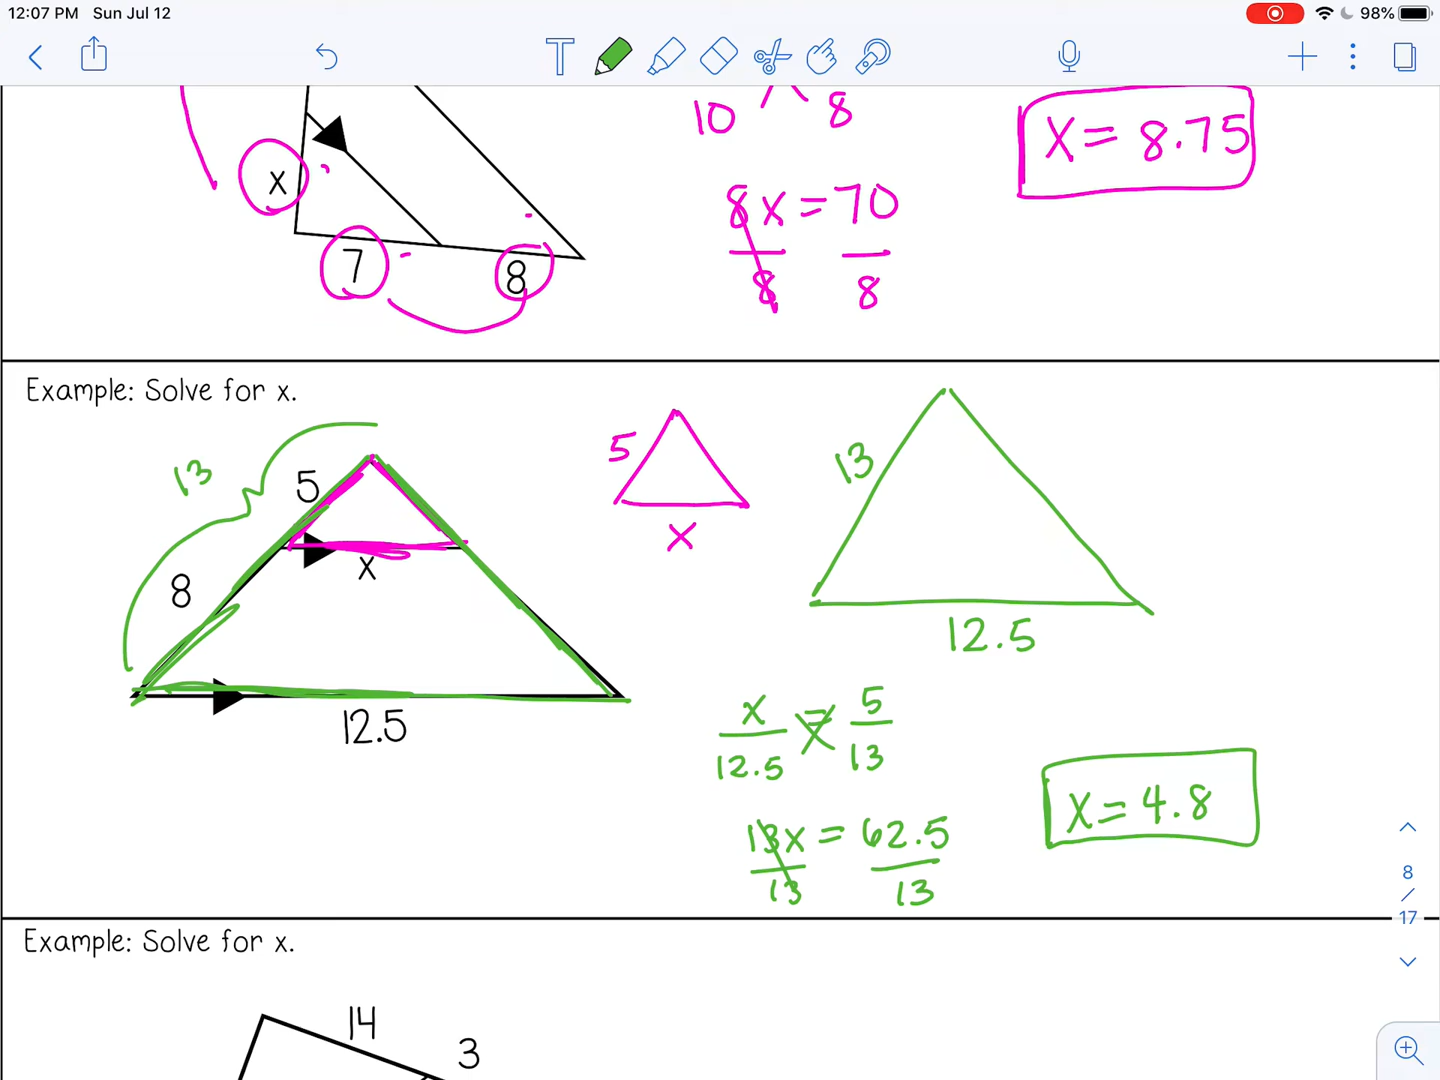 12:07 PM Sun Jul 12
98%
T
10 8
x = 8.75
x
8x = 70
8 8
7
8
Example: Solve for x.
13
5
8
x
12.5
5
x
13
12.5
x = 5
12.5 13
13x = 62.5
13 13
x = 4.8
8
/
17
Example: Solve for x.
14
3